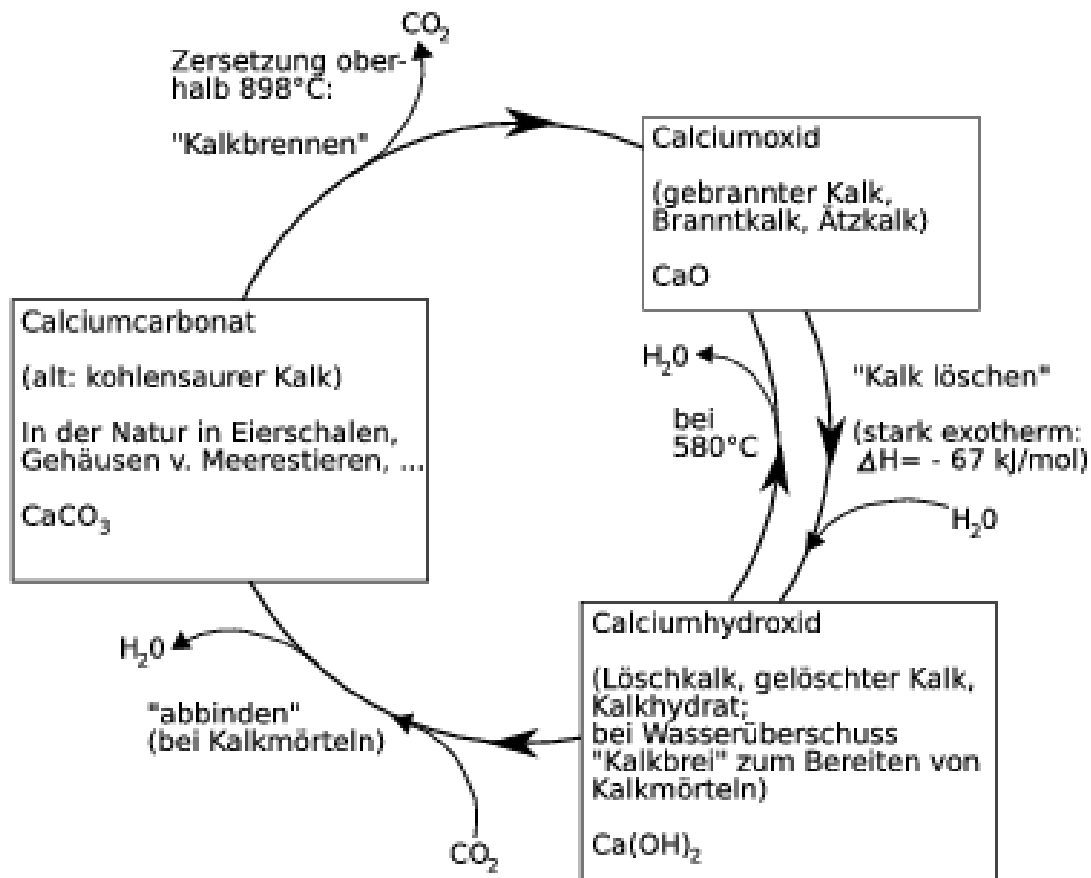 CO₂
Zersetzung ober-
halb 898°C:
"Kalkbrennen"
Calciumoxid
(gebrannter Kalk,
Branntkalk, Ätzkalk)
CaO
Calciumcarbonat
(alt: kohlensaurer Kalk)
In der Natur in Eierschalen,
Gehäusen v. Meerestieren, ...
CaCO₃
H₂0
bei
580°C
"Kalk löschen"
(stark exotherm:
ΔH= - 67 kJ/mol)
H₂0
Calciumhydroxid
(Löschkalk, gelöschter Kalk,
Kalkhydrat;
bei Wasserüberschuss
"Kalkbrei" zum Bereiten von
Kalkmörteln)
Ca(OH)₂
H₂0
"abbinden"
(bei Kalkmörteln)
CO₂